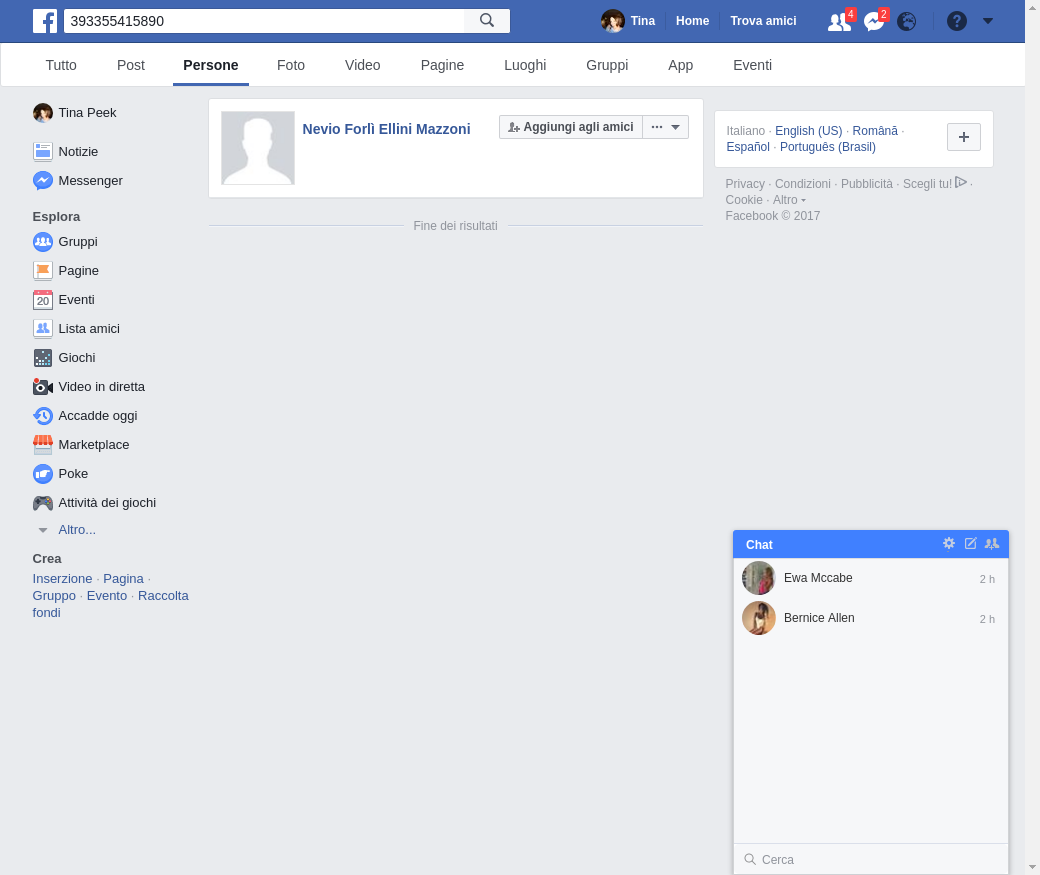 393355415890
Tina
Home
Trova amici
4
2
Tutto
Post
Persone
Foto
Video
Pagine
Luoghi
Gruppi
App
Eventi
Tina Peek
Notizie
Messenger
Esplora
Gruppi
Pagine
20
Eventi
Lista amici
Giochi
Video in diretta
Accadde oggi
Marketplace
Poke
Attività dei giochi
Altro...
Crea
Inserzione · Pagina ·
Gruppo · Evento · Raccolta
fondi
Nevio Forlì Ellini Mazzoni
Aggiungi agli amici
Fine dei risultati
Italiano · English (US) · Română ·
Español · Português (Brasil)
Privacy · Condizioni · Pubblicità · Scegli tu! ·
Cookie · Altro
Facebook © 2017
Chat
Ewa Mccabe
2 h
Bernice Allen
2 h
Cerca